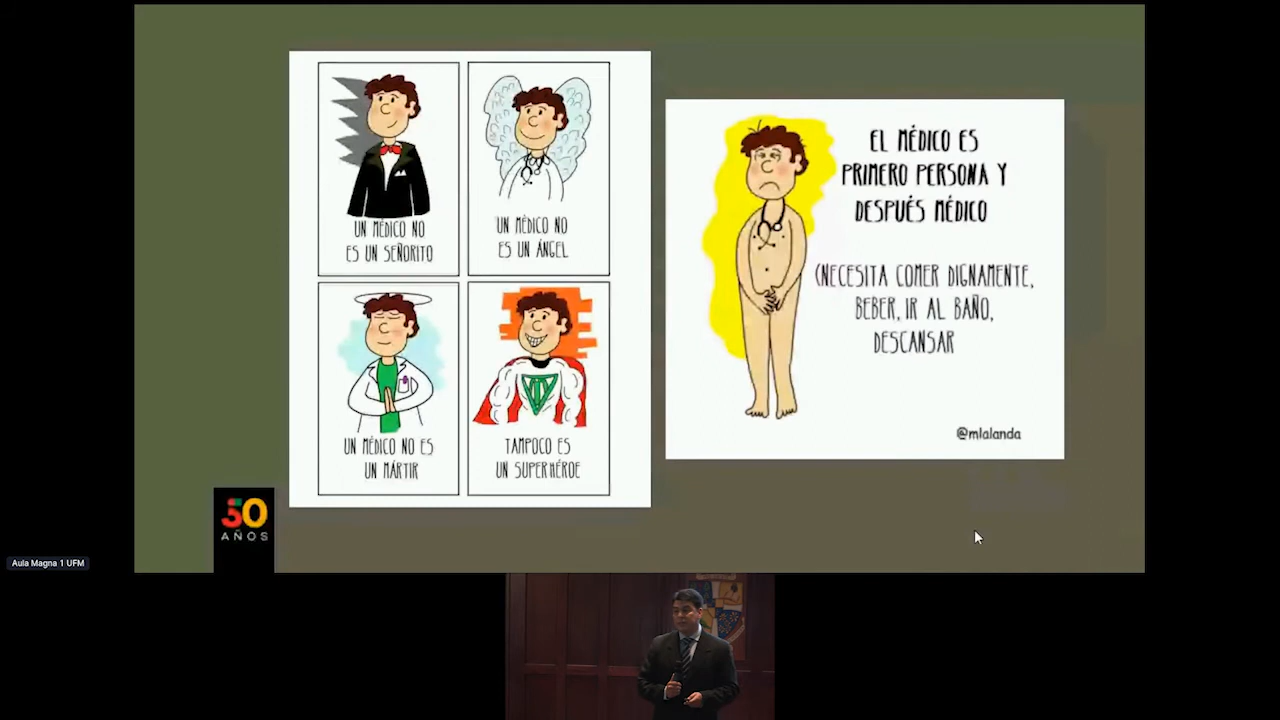 UN MÉDICO NO
ES UN SEÑORITO
UN MÉDICO NO
ES UN ÁNGEL
UN MÉDICO NO ES
UN MÁRTIR
TAMPOCO ES
UN SUPERHÉROE
EL MÉDICO ES
PRIMERO PERSONA Y
DESPUÉS MÉDICO
(NECESITA COMER DIGNAMENTE,
BEBER, IR AL BAÑO,
DESCANSAR
@mlalanda
50
AÑOS
Aula Magna 1 UFM